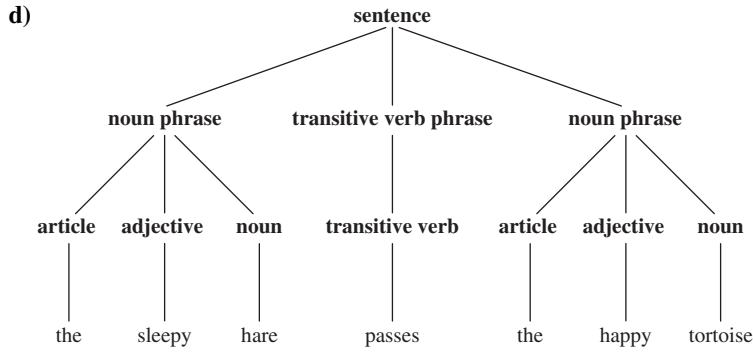 d)
sentence
noun phrase transitive verb phrase noun phrase
article adjective noun transitive verb article adjective noun
the sleepy hare passes the happy tortoise